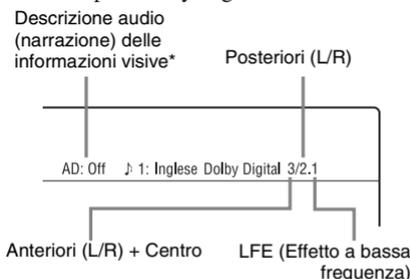 Descrizione audio
(narrazione) delle
informazioni visive*
Posteriori (L/R)
AD: Off ♪ 1: Inglese Dolby Digital 3/2.1
Anteriori (L/R) + Centro
LFE (Effetto a bassa
frequenza)